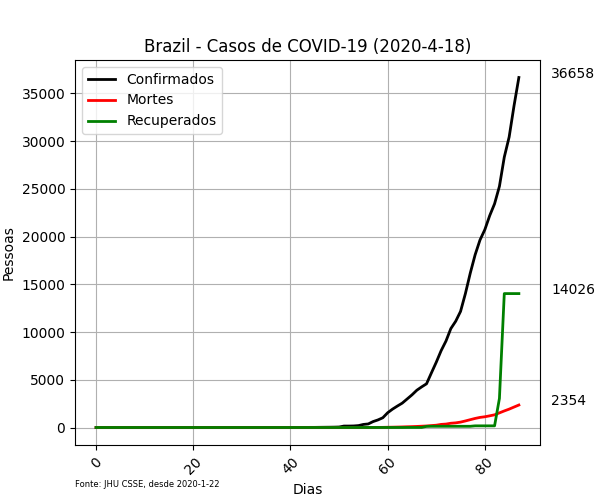 Brazil - Casos de COVID-19 (2020-4-18)
Confirmados
Mortes
Recuperados
36658
14026
2354
35000
30000
25000
20000
15000
10000
5000
0
Pessoas
0
20
40
60
80
Dias
Fonte: JHU CSSE, desde 2020-1-22